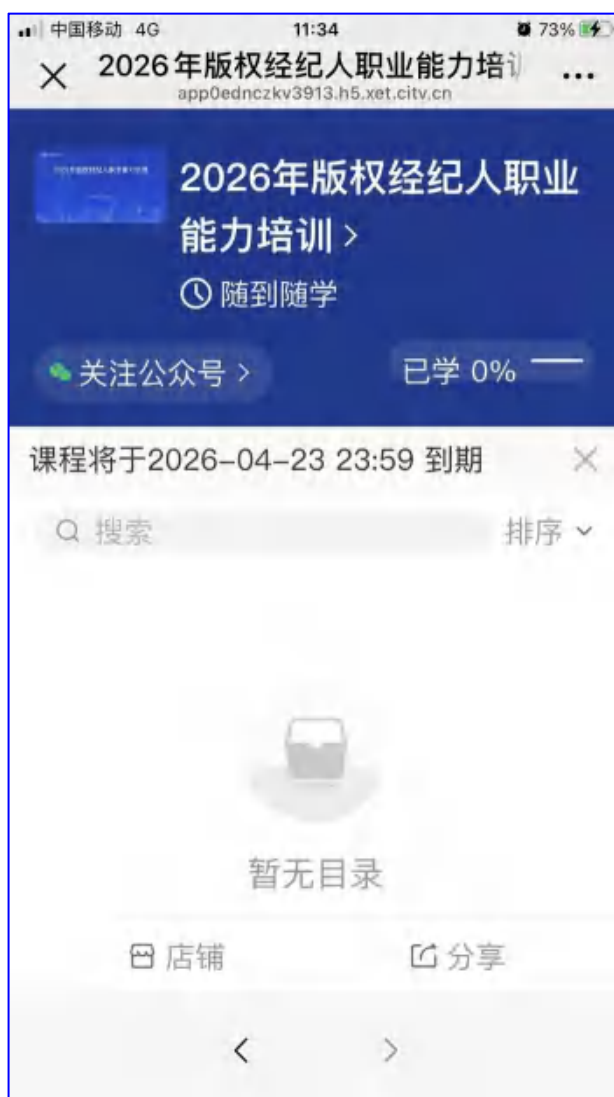 中国移动 4G 11:34 73%
2026年版权经纪人职业能力培训
app0ednczkv3913.h5.xet.citv.cn
2026年版权经纪人职业
能力培训 >
随到随学
关注公众号 > 已学 0%
课程将于2026-04-23 23:59 到期
搜索 排序
暂无目录
店铺 分享